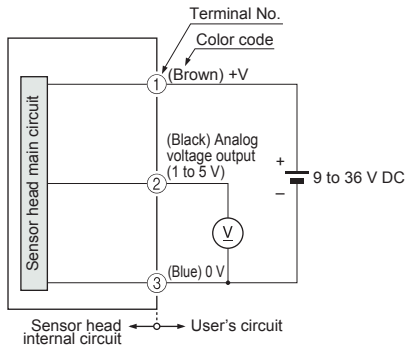 Terminal No.
Color code
(Brown) +V
1
(Black) Analog
voltage output
(1 to 5 V)
2
+
9 to 36 V DC
–
V
(Blue) 0 V
3
Sensor head main circuit
Sensor head
internal circuit
User's circuit